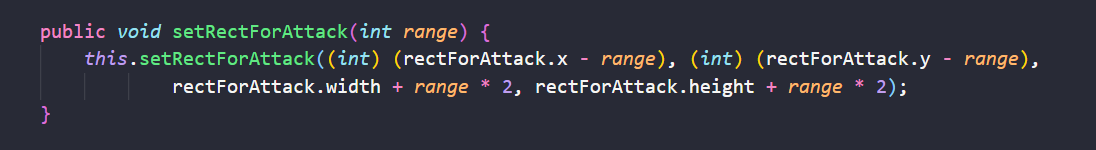 public void setRectForAttack(int range) {
this.setRectForAttack((int) (rectForAttack.x - range), (int) (rectForAttack.y - range),
rectForAttack.width + range * 2, rectForAttack.height + range * 2);
}